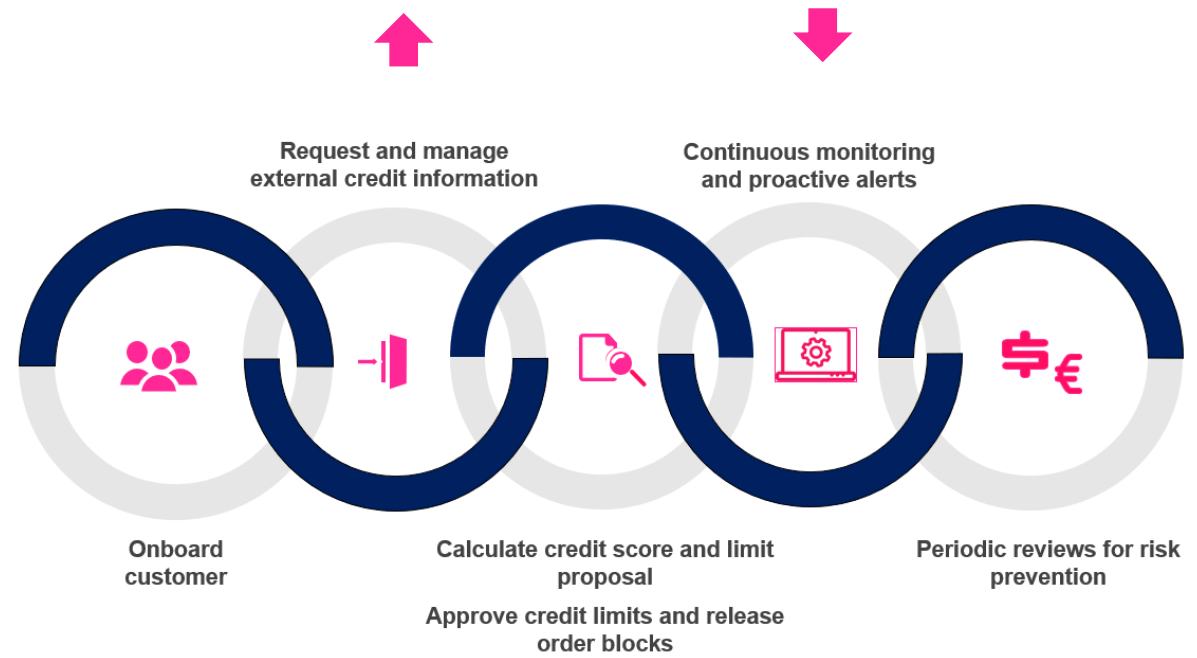 Request and manage
external credit information
Continuous monitoring
and proactive alerts
Onboard
customer
Calculate credit score and limit
proposal
Approve credit limits and release
order blocks
Periodic reviews for risk
prevention